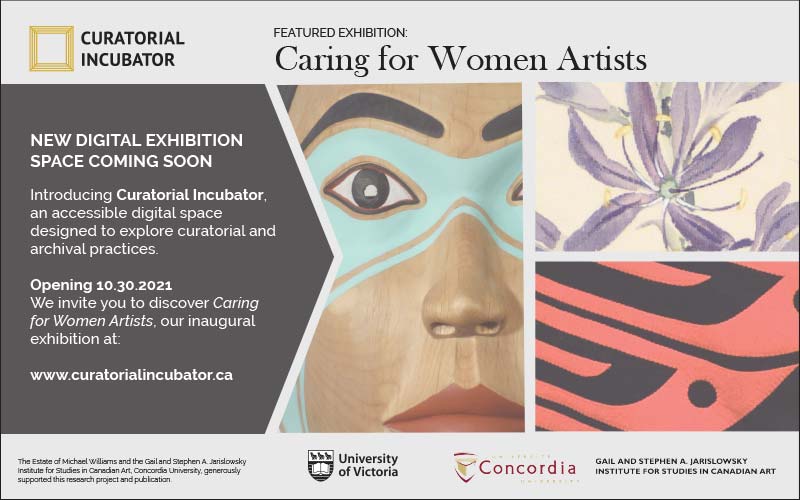 CURATORIAL
INCUBATOR
FEATURED EXHIBITION:
Caring for Women Artists
NEW DIGITAL EXHIBITION
SPACE COMING SOON
Introducing Curatorial Incubator,
an accessible digital space
designed to explore curatorial and
archival practices.
Opening 10.30.2021
We invite you to discover Caring
for Women Artists, our inaugural
exhibition at:
www.curatorialincubator.ca
The Estate of Michael Williams and the Gail and Stephen A. Jarislowsky
Institute for Studies in Canadian Art, Concordia University, generously
supported this research project and publication.
University
of Victoria
UNIVERSITÉ
Concordia
UNIVERSITY
GAIL AND STEPHEN A. JARISLOWSKY
INSTITUTE FOR STUDIES IN CANADIAN ART